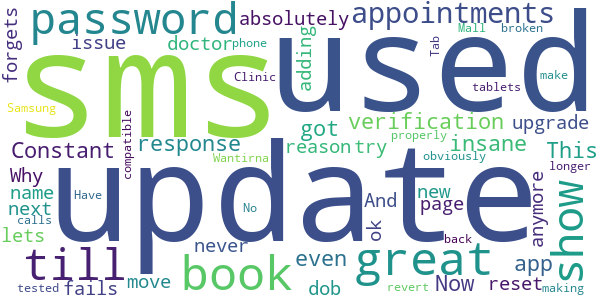 forgets
password
absolutely
appointments
issue
doctor
phone
adding
Mall
broken
Tab
sms
used
Clinic
tablets
make
Samsung
compatible
verification
upgrade
Constant
response
got
properly
insane
Wantirna
reason
try
obviously
This
Why
name
Have
update
longer
next
No
And
new
page
anymore
calls
lets
ok
show
never
back
till
book
even
great
app
move
dob
Now
reset
tested
fails
revert
making